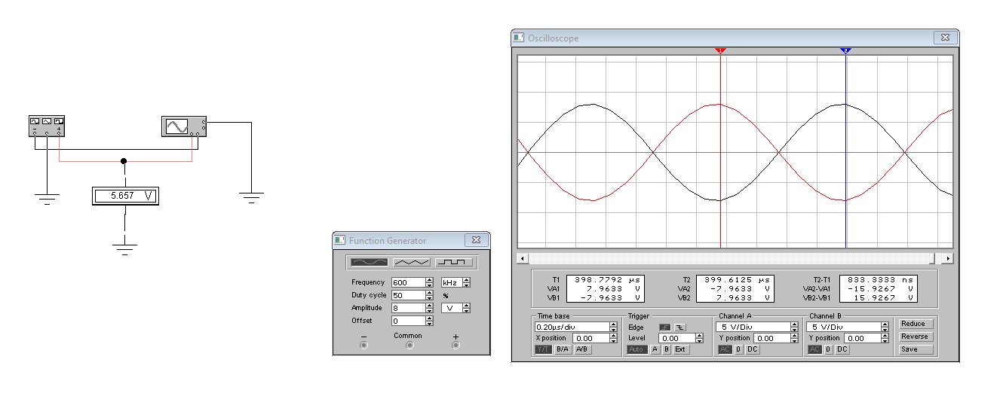 Oscilloscope
1 2
- +
5.657 V
Function Generator
Frequency 600 kHz
Duty cycle 50 %
Amplitude 8 V
Offset 0
- Common +
T1 398.7792 µs
VA1 7.9633 V
VB1 -7.9633 V
T2 399.6125 µs
VA2 -7.9633 V
VB2 7.9633 V
T2-T1 833.3333 ns
VA2-VA1 -15.9267 V
VB2-VB1 15.9267 V
Time base
0.20µs/div
X position 0.00
Y/T B/A A/B
Trigger
Edge
Level 0.00
Auto A B Ext
Channel A
5 V/Div
Y position 0.00
AC 0 DC
Channel B
5 V/Div
Y position 0.00
AC 0 DC
Reduce
Reverse
Save